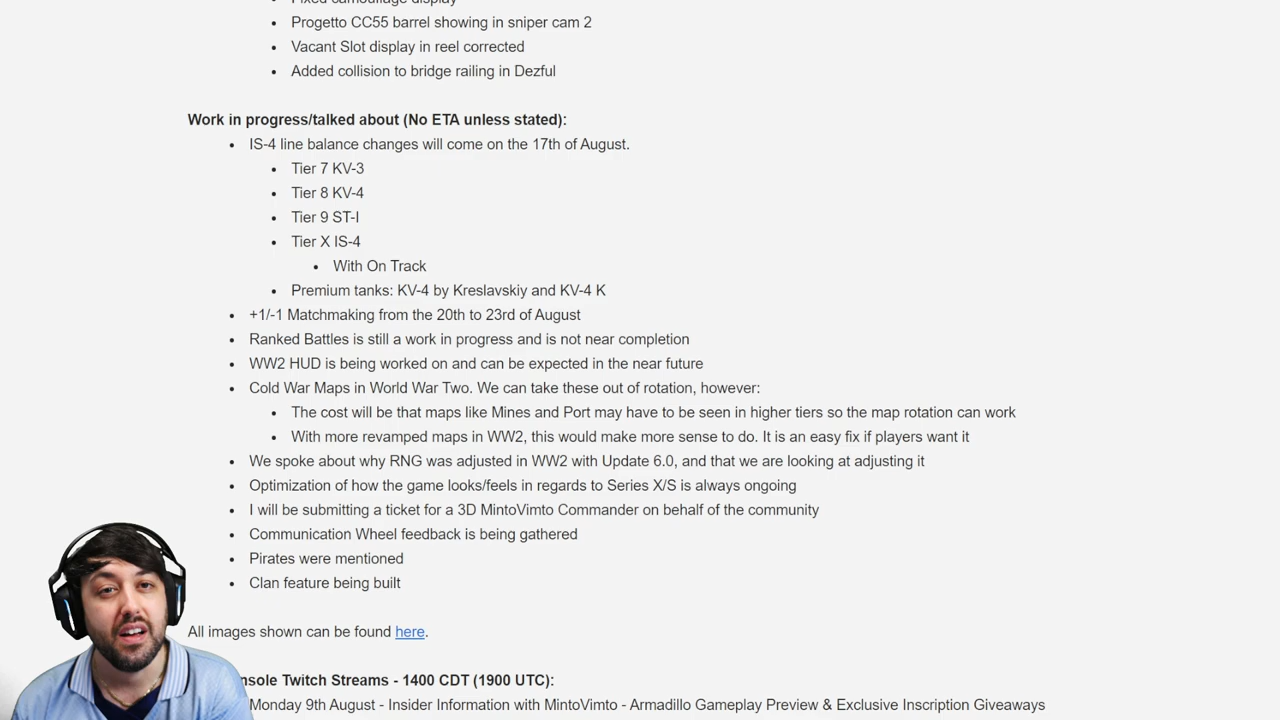 Fixed camouflage display
Progetto CC55 barrel showing in sniper cam 2
Vacant Slot display in reel corrected
Added collision to bridge railing in Dezful
Work in progress/talked about (No ETA unless stated):
IS-4 line balance changes will come on the 17th of August.
Tier 7 KV-3
Tier 8 KV-4
Tier 9 ST-I
Tier X IS-4
With On Track
Premium tanks: KV-4 by Kreslavskiy and KV-4 K
+1/-1 Matchmaking from the 20th to 23rd of August
Ranked Battles is still a work in progress and is not near completion
WW2 HUD is being worked on and can be expected in the near future
Cold War Maps in World War Two. We can take these out of rotation, however:
The cost will be that maps like Mines and Port may have to be seen in higher tiers so the map rotation can work
With more revamped maps in WW2, this would make more sense to do. It is an easy fix if players want it
We spoke about why RNG was adjusted in WW2 with Update 6.0, and that we are looking at adjusting it
Optimization of how the game looks/feels in regards to Series X/S is always ongoing
I will be submitting a ticket for a 3D MintoVimto Commander on behalf of the community
Communication Wheel feedback is being gathered
Pirates were mentioned
Clan feature being built
All images shown can be found here.
nsole Twitch Streams - 1400 CDT (1900 UTC):
Monday 9th August - Insider Information with MintoVimto - Armadillo Gameplay Preview & Exclusive Inscription Giveaways